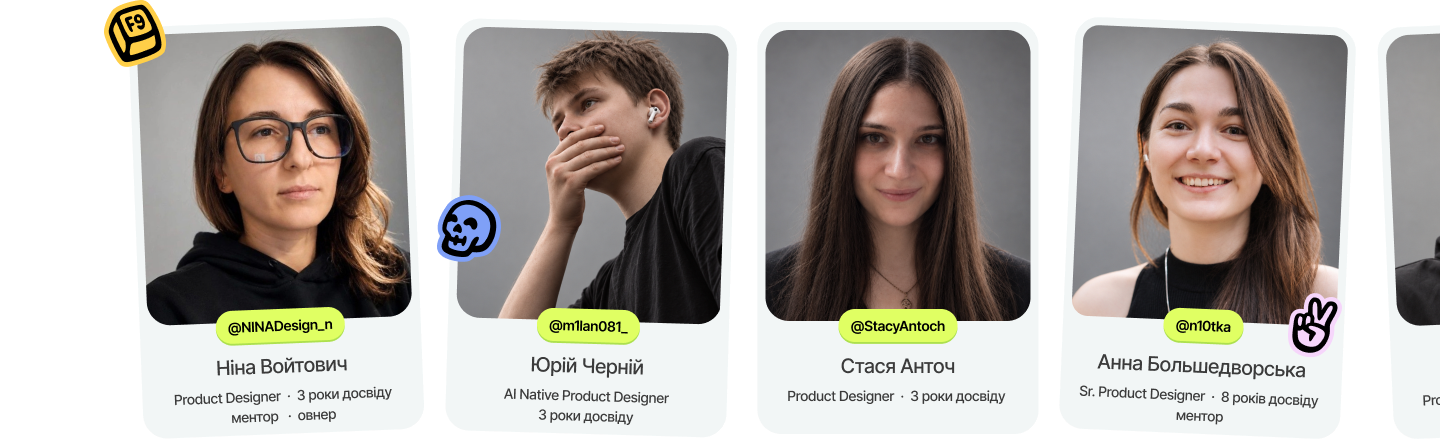 F9
@NINADesign_n
Ніна Войтович
Product Designer · 3 роки досвіду
ментор · овнер
@m1lan081_
Юрій Черній
AI Native Product Designer
3 роки досвіду
@StacyAntoch
Стася Анточ
Product Designer · 3 роки досвіду
@n10tka
Анна Большедворська
Sr. Product Designer · 8 років досвіду
ментор